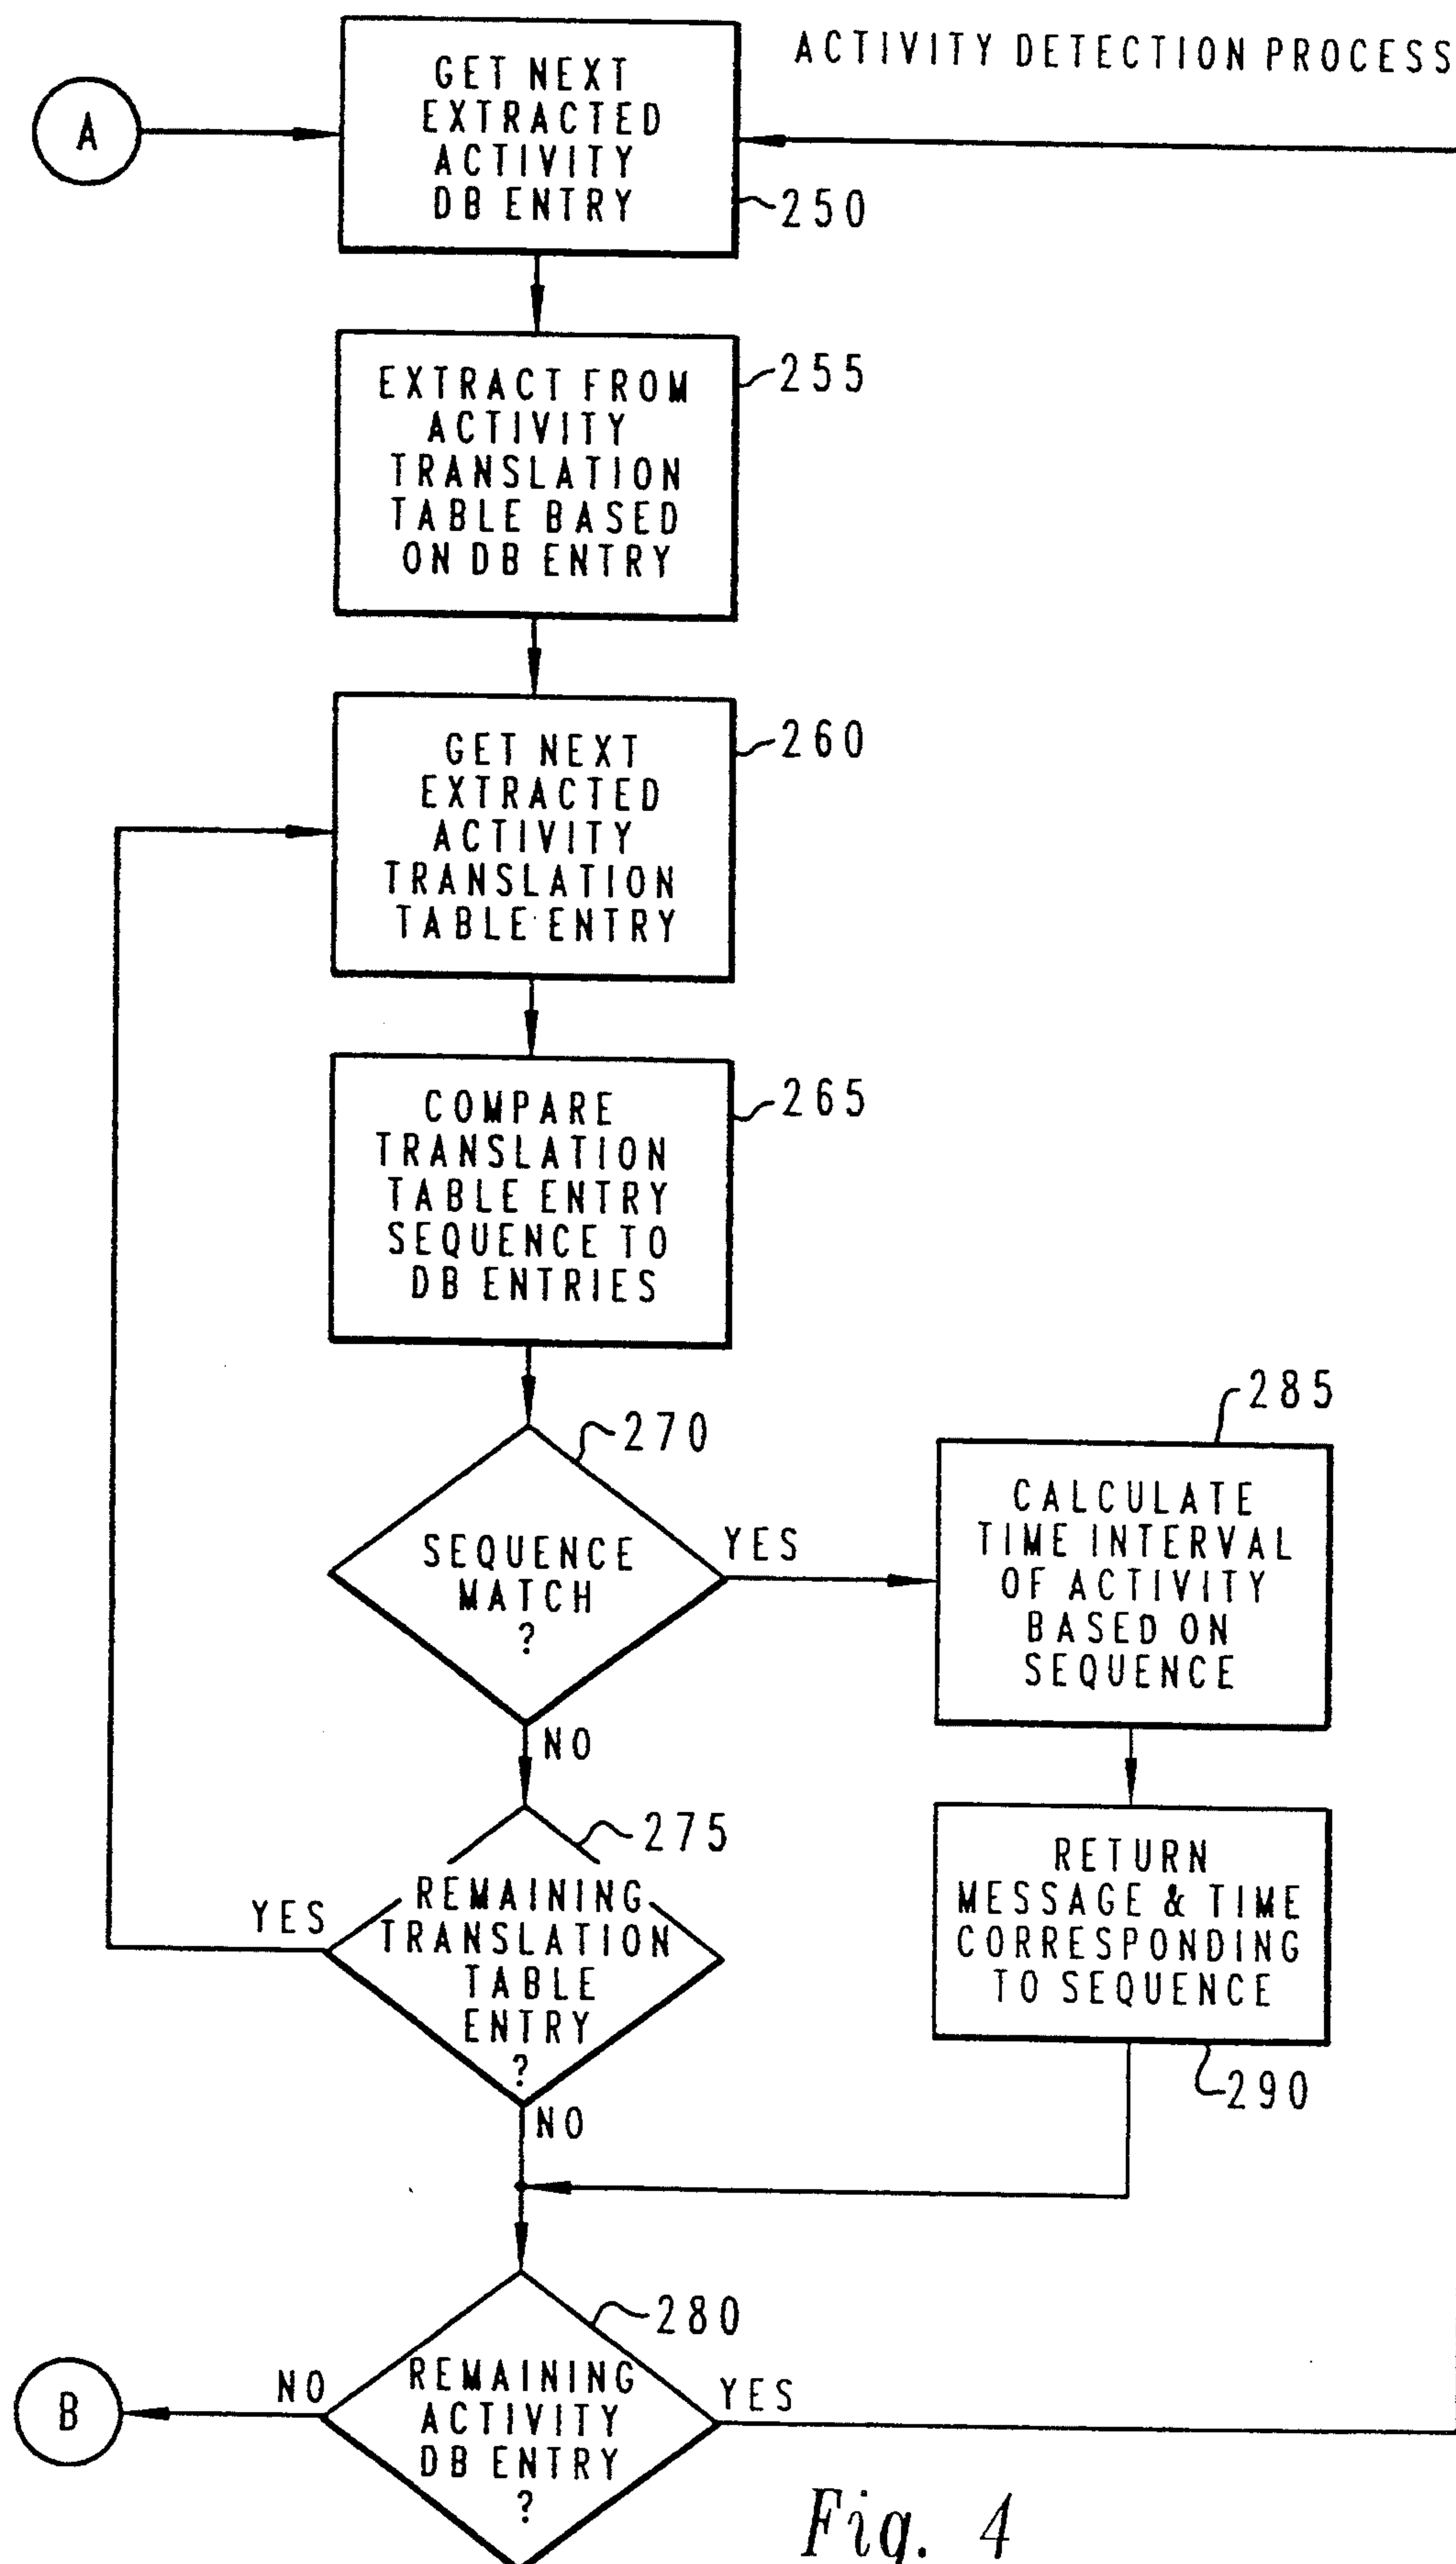 ACTIVITY DETECTION PROCESS
A
GET NEXT
EXTRACTED
ACTIVITY
DB ENTRY
250
EXTRACT FROM
ACTIVITY
TRANSLATION
TABLE BASED
ON DB ENTRY
255
GET NEXT
EXTRACTED
ACTIVITY
TRANSLATION
TABLE ENTRY
260
COMPARE
TRANSLATION
TABLE ENTRY
SEQUENCE TO
DB ENTRIES
265
270
SEQUENCE
MATCH
?
YES
NO
285
CALCULATE
TIME INTERVAL
OF ACTIVITY
BASED ON
SEQUENCE
275
REMAINING
TRANSLATION
TABLE
ENTRY
?
YES
NO
RETURN
MESSAGE & TIME
CORRESPONDING
TO SEQUENCE
290
280
REMAINING
ACTIVITY
DB ENTRY
?
NO
YES
B
Fig. 4